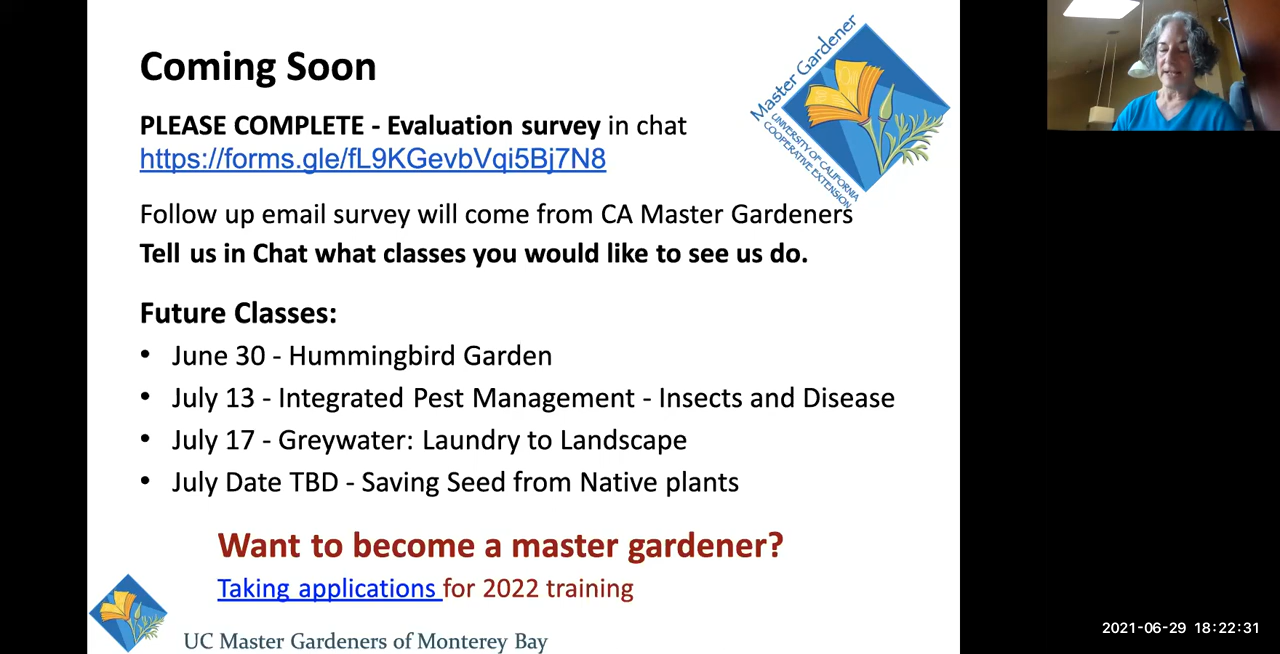 Coming Soon
PLEASE COMPLETE - Evaluation survey in chat
https://forms.gle/fL9KGevbVqi5Bj7N8
Follow up email survey will come from CA Master Gardeners
Tell us in Chat what classes you would like to see us do.
Future Classes:
• June 30 - Hummingbird Garden
• July 13 - Integrated Pest Management - Insects and Disease
• July 17 - Greywater: Laundry to Landscape
• July Date TBD - Saving Seed from Native plants
Want to become a master gardener?
Taking applications for 2022 training
UC Master Gardeners of Monterey Bay
Master Gardener
UNIVERSITY OF CALIFORNIA
COOPERATIVE EXTENSION
2021-06-29 18:22:31